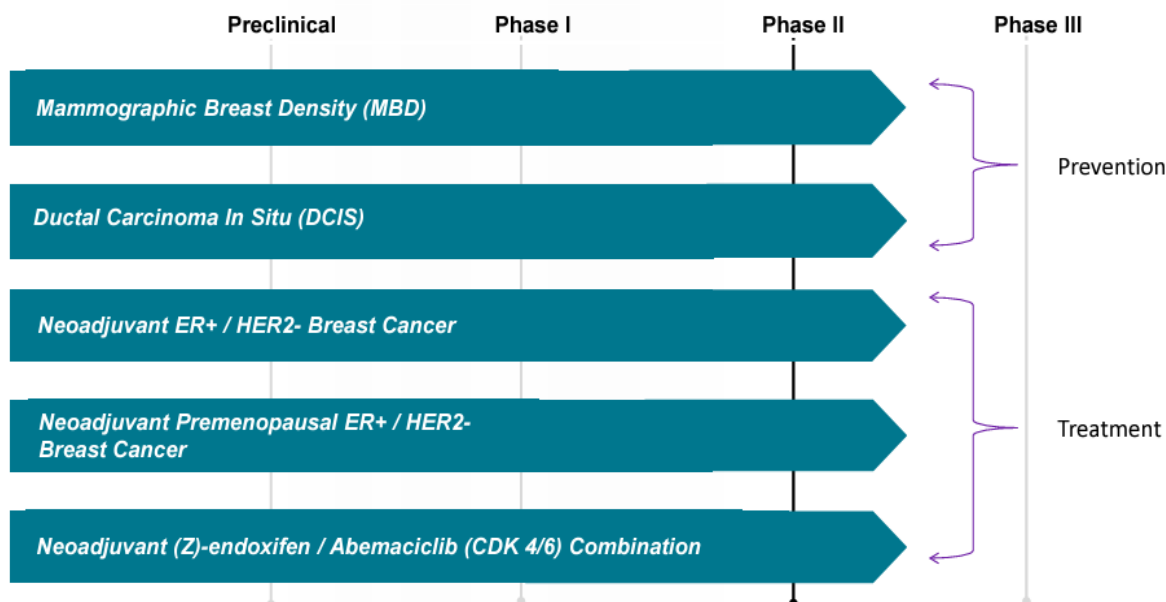 Preclinical Phase I Phase II Phase III
Mammographic Breast Density (MBD)
Prevention
Ductal Carcinoma In Situ (DCIS)
Neoadjuvant ER+ / HER2- Breast Cancer
Neoadjuvant Premenopausal ER+ / HER2-
Breast Cancer
Treatment
Neoadjuvant (Z)-endoxifen / Abemaciclib (CDK 4/6) Combination